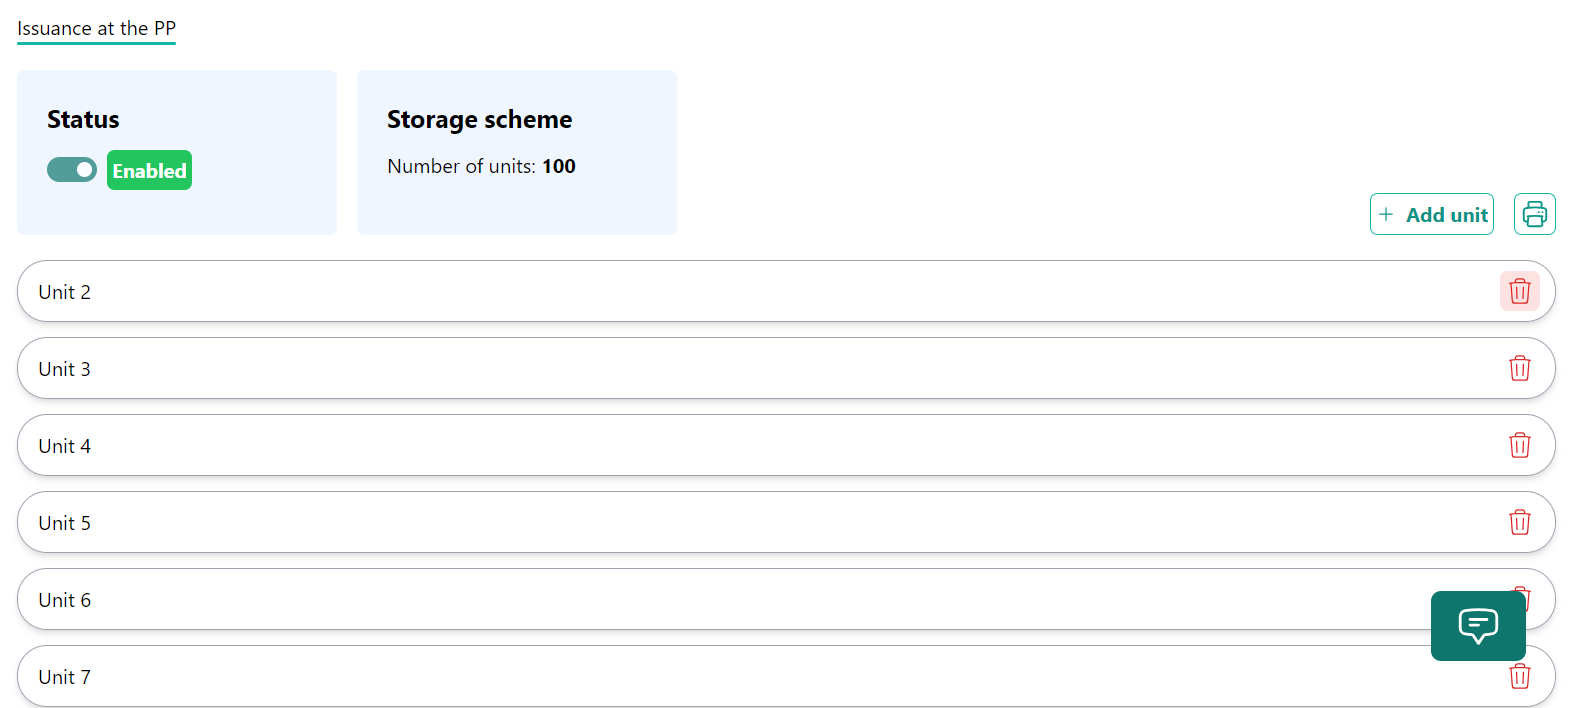 Issuance at the PP
Status
Enabled
Storage scheme
Number of units: 100
+ Add unit
Unit 2
Unit 3
Unit 4
Unit 5
Unit 6
Unit 7